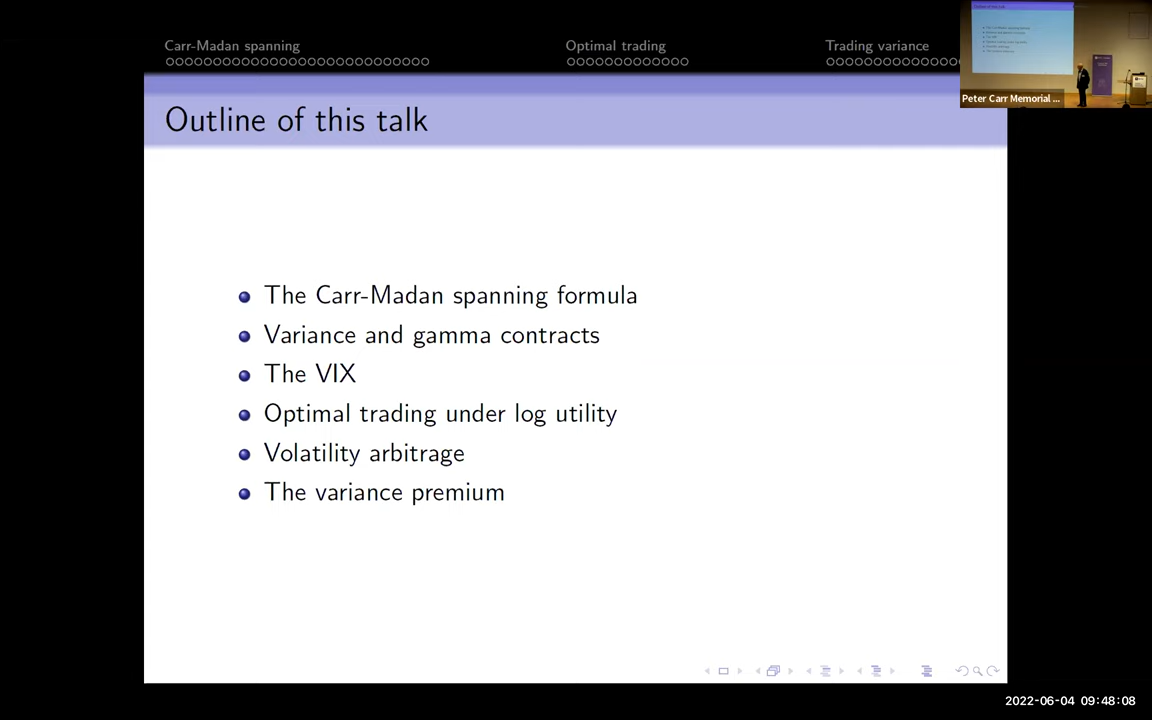 Carr-Madan spanning
Optimal trading
Trading variance
Peter Carr Memorial ...
Outline of this talk
The Carr-Madan spanning formula
Variance and gamma contracts
The VIX
Optimal trading under log utility
Volatility arbitrage
The variance premium
2022-06-04 09:48:08